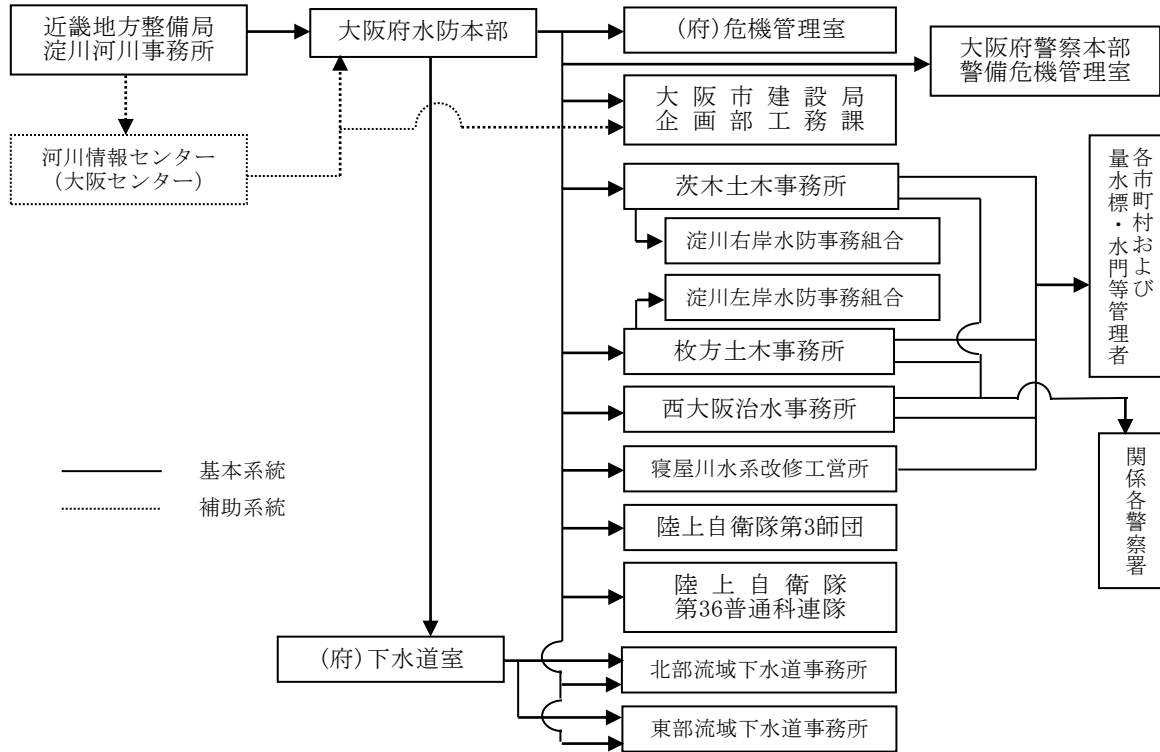 近畿地方整備局
淀川河川事務所
大阪府水防本部
(府)危機管理室
大阪府警察本部
警備危機管理室
大阪市建設局
企画部工務課
河川情報センター
(大阪センター)
茨木土木事務所
淀川右岸水防事務組合
淀川左岸水防事務組合
枚方土木事務所
西大阪治水事務所
寝屋川水系改修工営所
陸上自衛隊第3師団
陸上自衛隊
第36普通科連隊
(府)下水道室
北部流域下水道事務所
東部流域下水道事務所
各市町村および
量水標・水門等管理者
関係各警察署
基本系統
補助系統